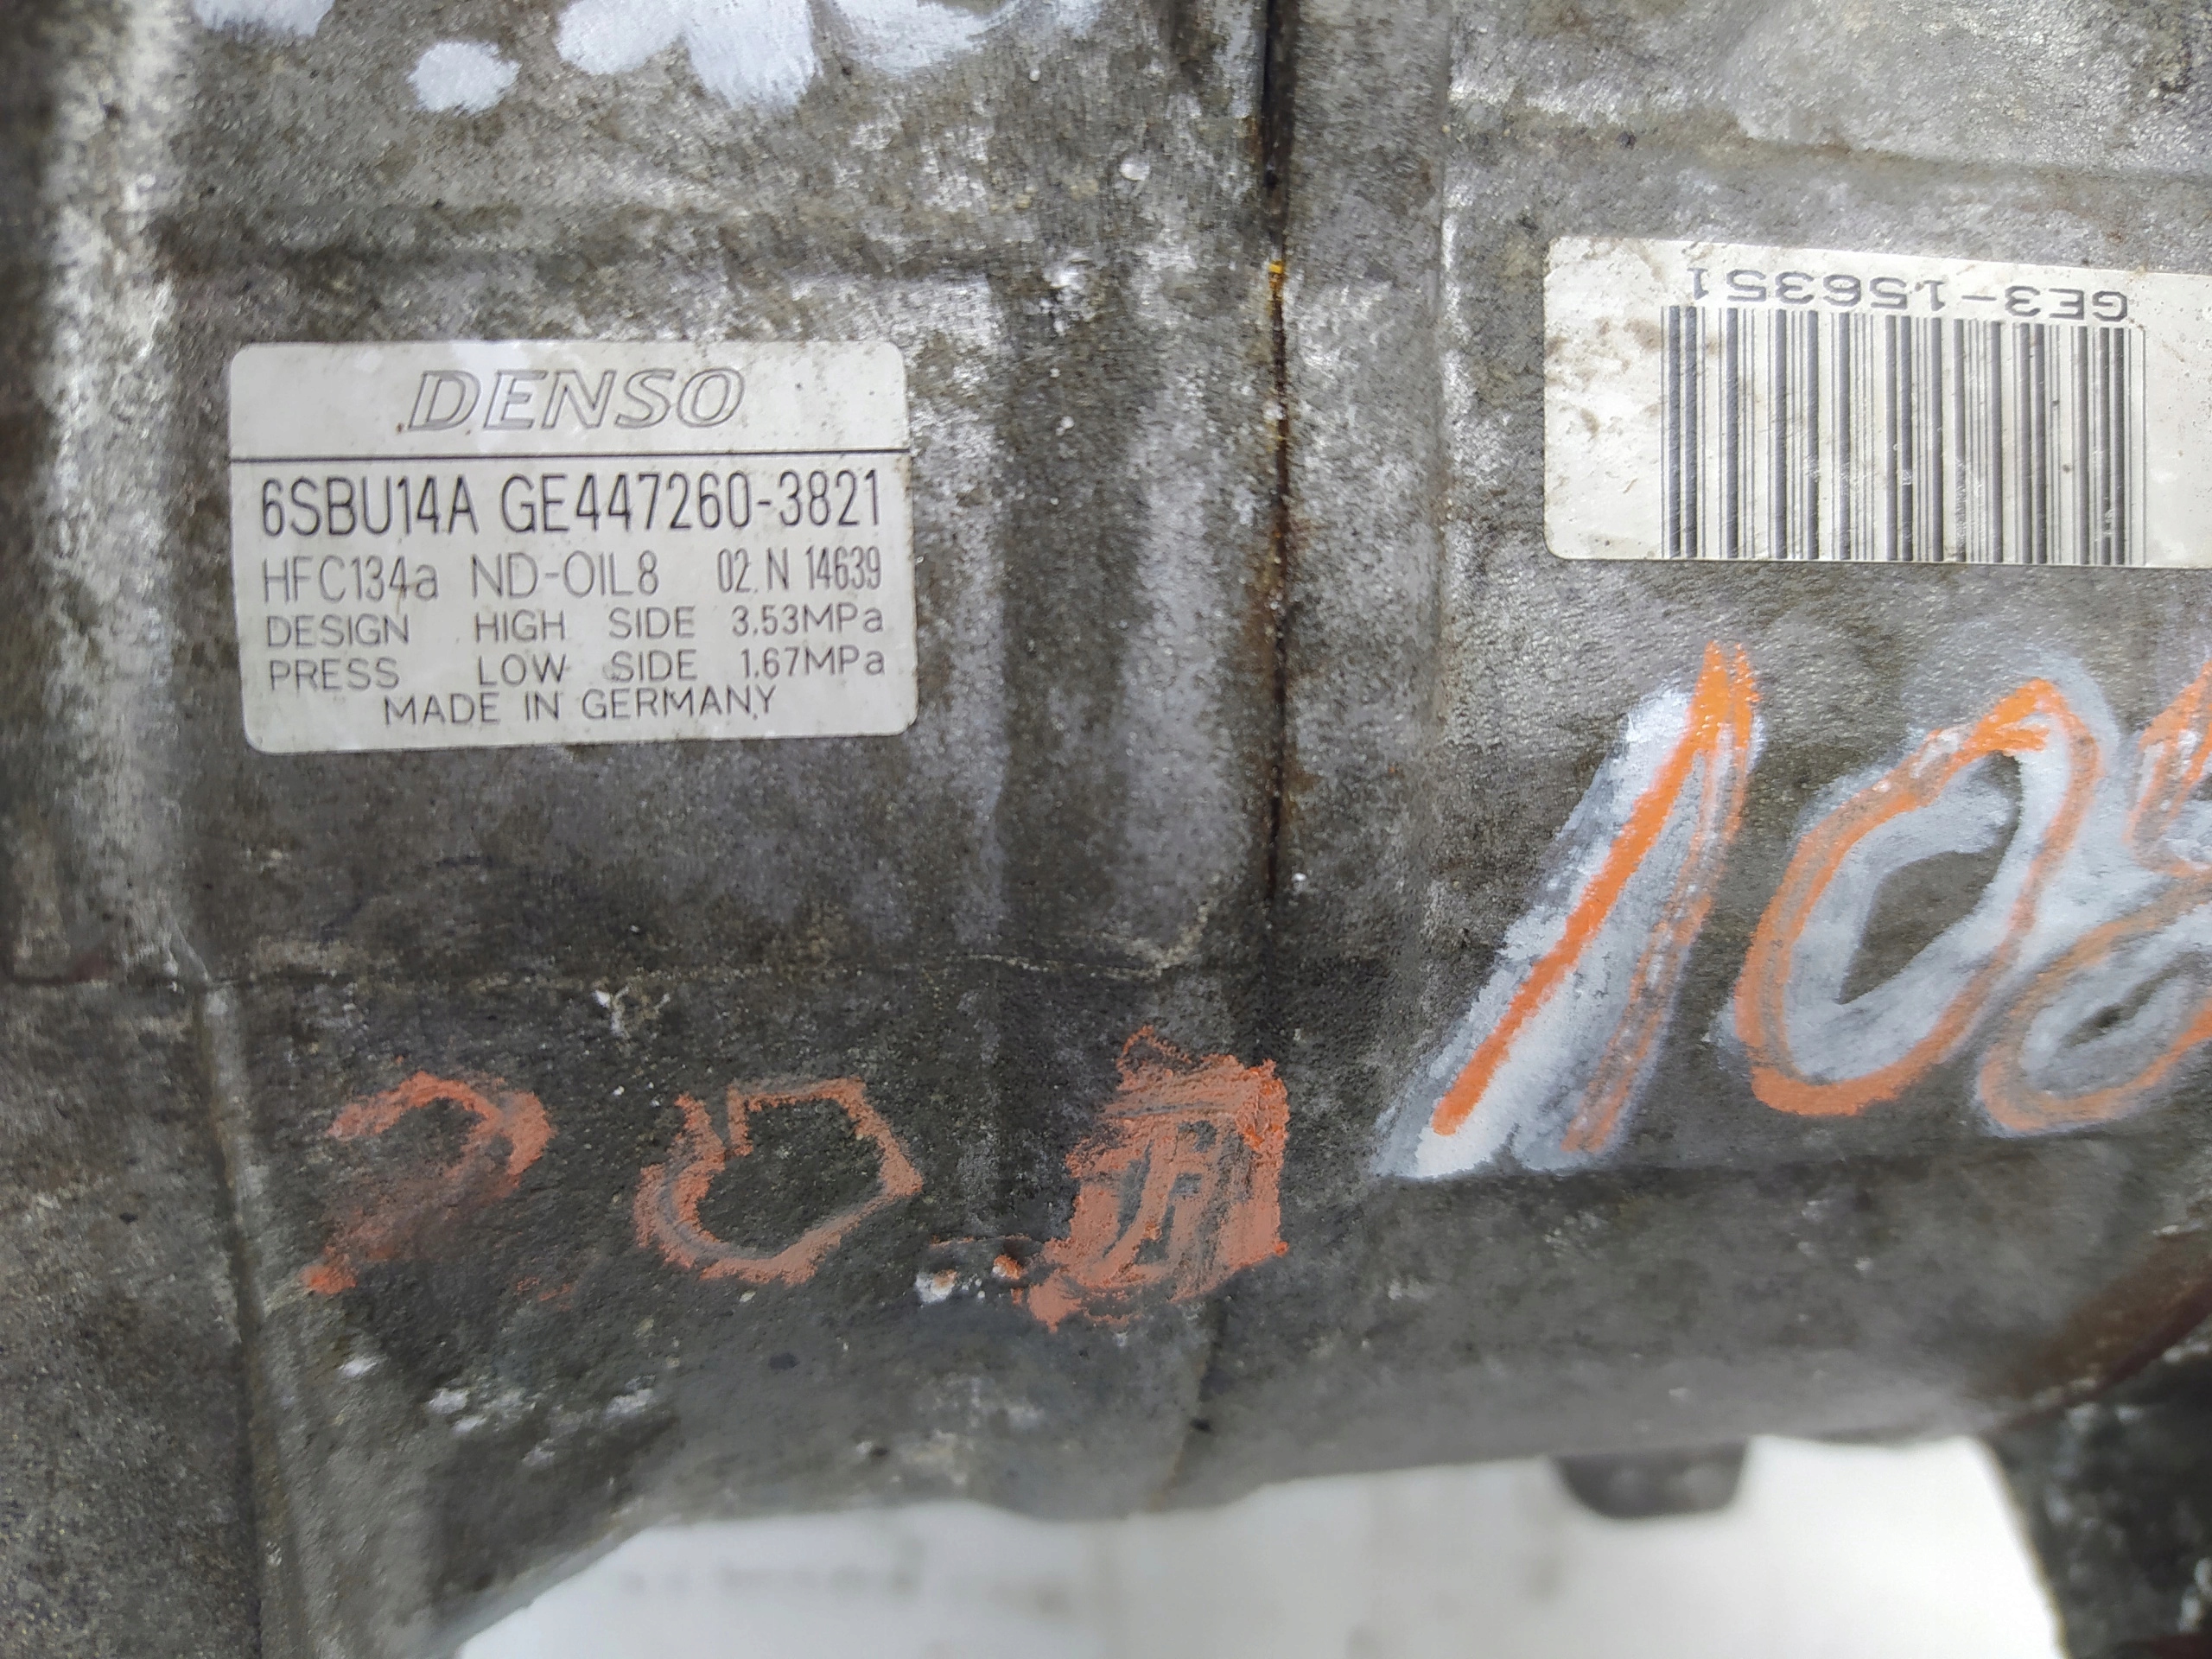 DENSO
6SBU14A GE447260-3821
HFC134a ND-OIL8 02.N 14639
DESIGN HIGH SIDE 3.53MPa
PRESS LOW SIDE 1.67MPa
MADE IN GERMANY
GE3-156351